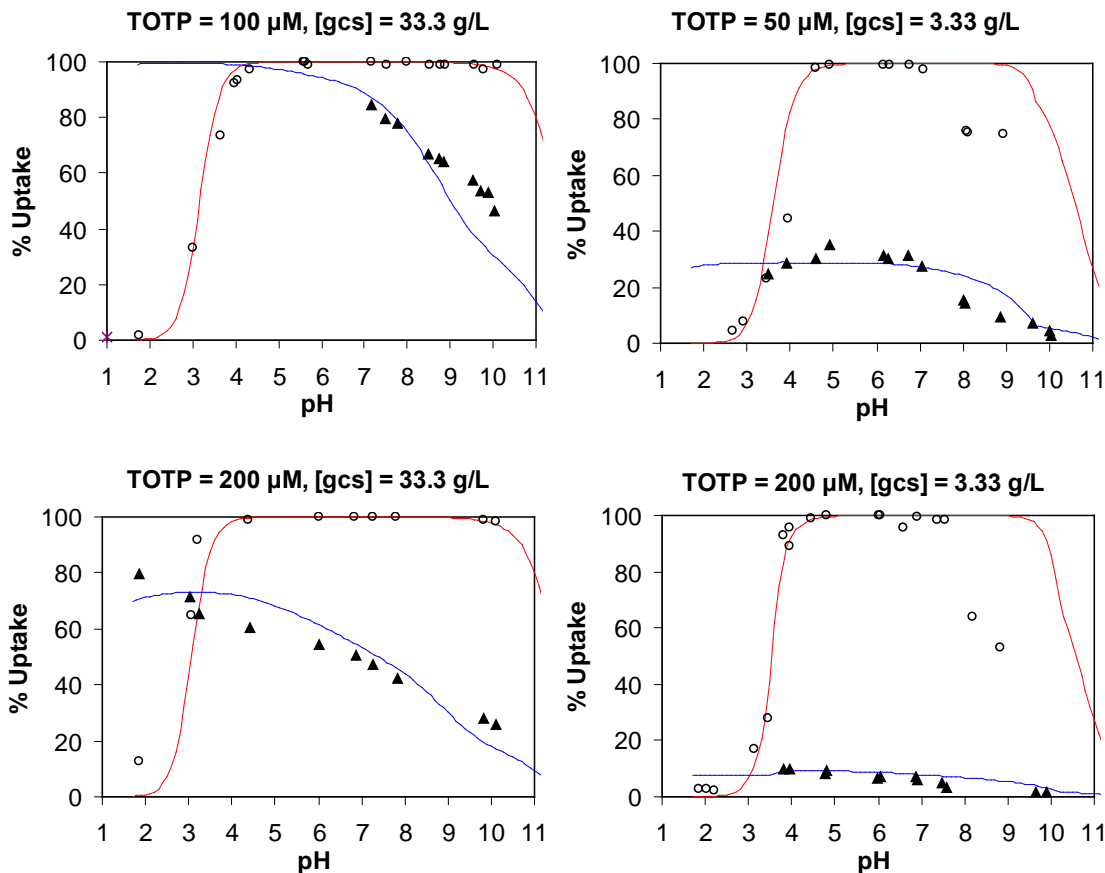 TOTP = 100 µM, [gcs] = 33.3 g/L
% Uptake
100
80
60
40
20
0
1 2 3 4 5 6 7 8 9 10 11
pH
TOTP = 50 µM, [gcs] = 3.33 g/L
% Uptake
100
80
60
40
20
0
1 2 3 4 5 6 7 8 9 10 11
pH
TOTP = 200 µM, [gcs] = 33.3 g/L
% Uptake
100
80
60
40
20
0
1 2 3 4 5 6 7 8 9 10 11
pH
TOTP = 200 µM, [gcs] = 3.33 g/L
% Uptake
100
80
60
40
20
0
1 2 3 4 5 6 7 8 9 10 11
pH